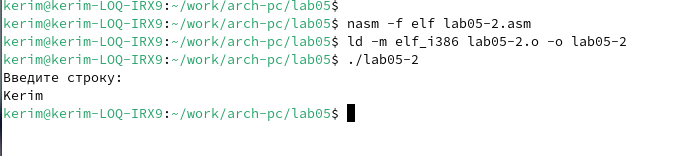 kerim@kerim-LOQ-IRX9:~/work/arch-pc/lab05$
kerim@kerim-LOQ-IRX9:~/work/arch-pc/lab05$ nasm -f elf lab05-2.asm
kerim@kerim-LOQ-IRX9:~/work/arch-pc/lab05$ ld -m elf_i386 lab05-2.o -o lab05-2
kerim@kerim-LOQ-IRX9:~/work/arch-pc/lab05$ ./lab05-2
Введите строку:
Kerim
kerim@kerim-LOQ-IRX9:~/work/arch-pc/lab05$